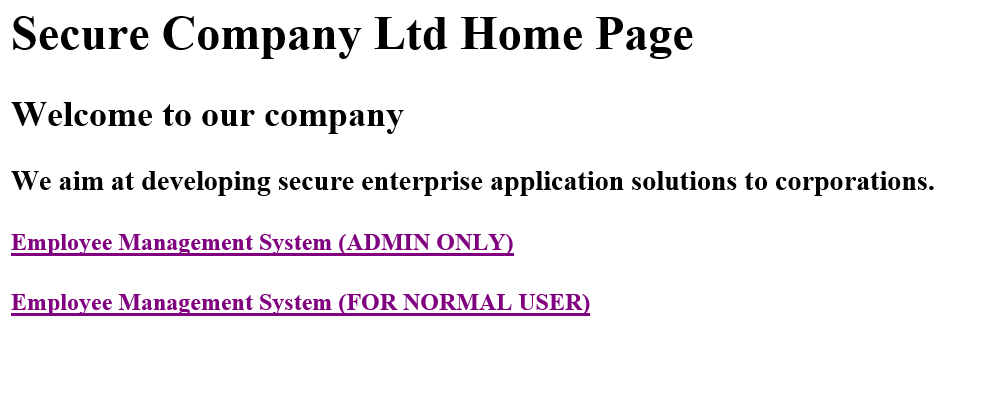 Secure Company Ltd Home Page
Welcome to our company
We aim at developing secure enterprise application solutions to corporations.
Employee Management System (ADMIN ONLY)
Employee Management System (FOR NORMAL USER)